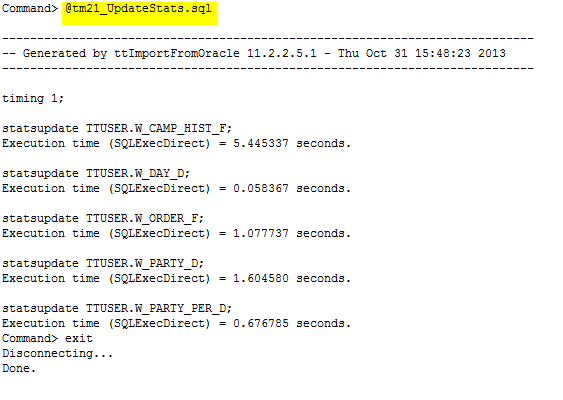 Command> @tm21_UpdateStats.sql
----------------------------------------------------------------------------
-- Generated by ttImportFromOracle 11.2.2.5.1 - Thu Oct 31 15:48:23 2013
----------------------------------------------------------------------------
timing 1;
statsupdate TTUSER.W_CAMP_HIST_F;
Execution time (SQLExecDirect) = 5.445337 seconds.
statsupdate TTUSER.W_DAY_D;
Execution time (SQLExecDirect) = 0.058367 seconds.
statsupdate TTUSER.W_ORDER_F;
Execution time (SQLExecDirect) = 1.077737 seconds.
statsupdate TTUSER.W_PARTY_D;
Execution time (SQLExecDirect) = 1.604580 seconds.
statsupdate TTUSER.W_PARTY_PER_D;
Execution time (SQLExecDirect) = 0.676785 seconds.
Command> exit
Disconnecting...
Done.